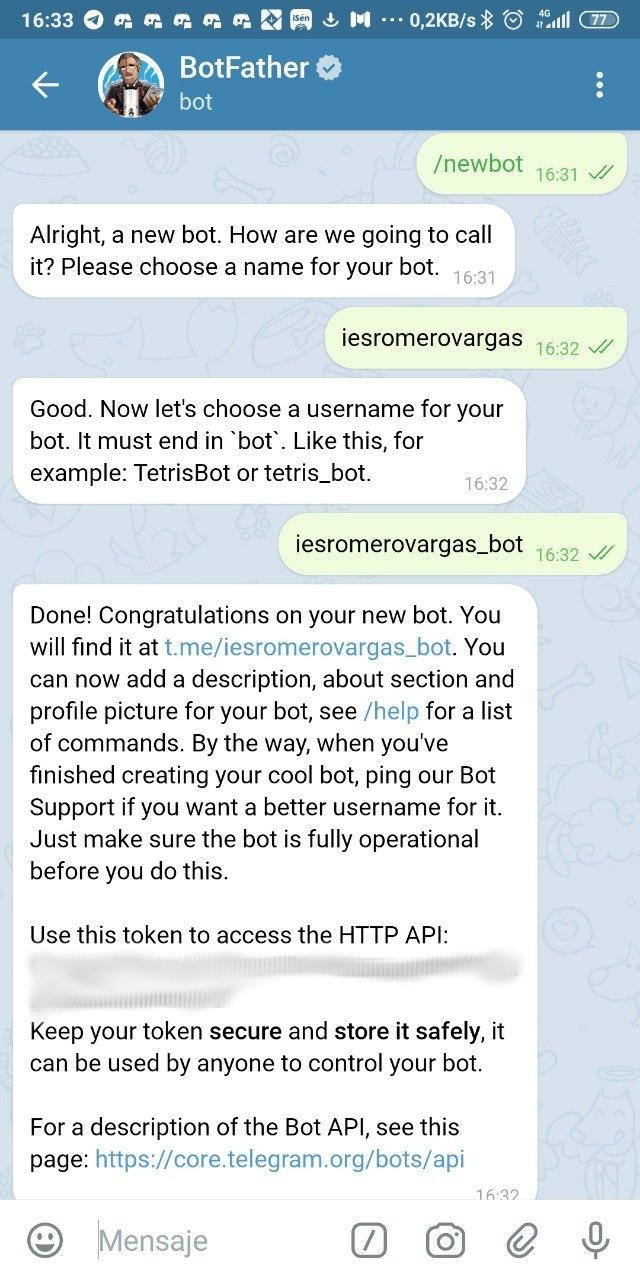 16:33 ... 0,2KB/s 4G 77
BotFather
bot
/newbot 16:31
Alright, a new bot. How are we going to call
it? Please choose a name for your bot. 16:31
iesromerovargas 16:32
Good. Now let's choose a username for your
bot. It must end in `bot`. Like this, for
example: TetrisBot or tetris_bot. 16:32
iesromerovargas_bot 16:32
Done! Congratulations on your new bot. You
will find it at t.me/iesromerovargas_bot. You
can now add a description, about section and
profile picture for your bot, see /help for a list
of commands. By the way, when you've
finished creating your cool bot, ping our Bot
Support if you want a better username for it.
Just make sure the bot is fully operational
before you do this.
Use this token to access the HTTP API:
Keep your token secure and store it safely, it
can be used by anyone to control your bot.
For a description of the Bot API, see this
page: https://core.telegram.org/bots/api
16:32
Mensaje